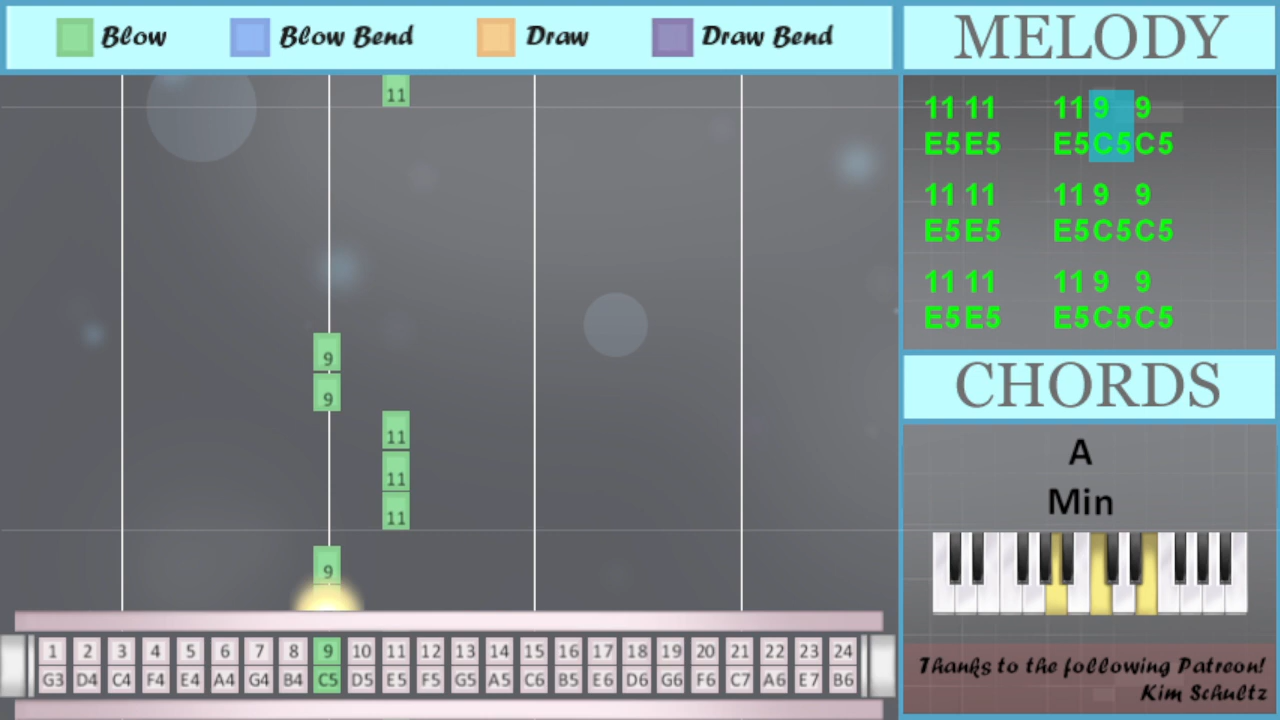 Blow Blow Bend Draw Draw Bend
MELODY
11 11 11 9 9
E5 E5 E5 C5 C5
11 11 11 9 9
E5 E5 E5 C5 C5
11 11 11 9 9
E5 E5 E5 C5 C5
11
9
9
11
11
11
9
CHORDS
A
Min
1 2 3 4 5 6 7 8 9 10 11 12 13 14 15 16 17 18 19 20 21 22 23 24
G3 D4 C4 F4 E4 A4 G4 B4 C5 D5 E5 F5 G5 A5 C6 B5 E6 D6 G6 F6 C7 A6 E7 B6
Thanks to the following Patreon!
Kim Schultz